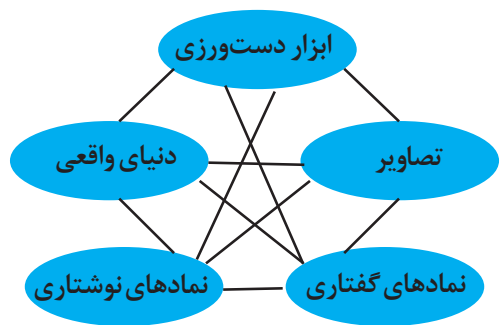 ابزار دست‌ورزی
تصاویر
دنیای واقعی
نمادهای گفتاری
نمادهای نوشتاری